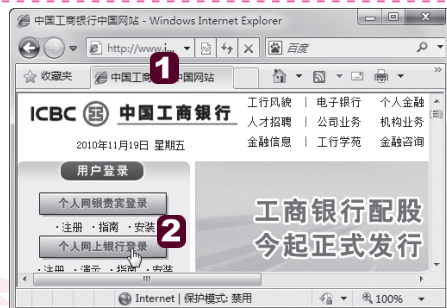 中国工商银行中国网站 - Windows Internet Explorer
http://www.i...
百度
收藏夹
中国工
1
中国网站
ICBC 中国工商银行
工行风貌 | 电子银行 个人金融
人才招聘 | 公司业务 机构业务
金融信息 | 工行学苑 金融咨询
2010年11月19日 星期五
用户登录
个人网银贵宾登录
·注册 ·指南 ·安装
2
个人网上银行登录
·注册 ·演示 ·指南 ·安装
工商银行配股
今起正式发行
Internet | 保护模式: 禁用
100%